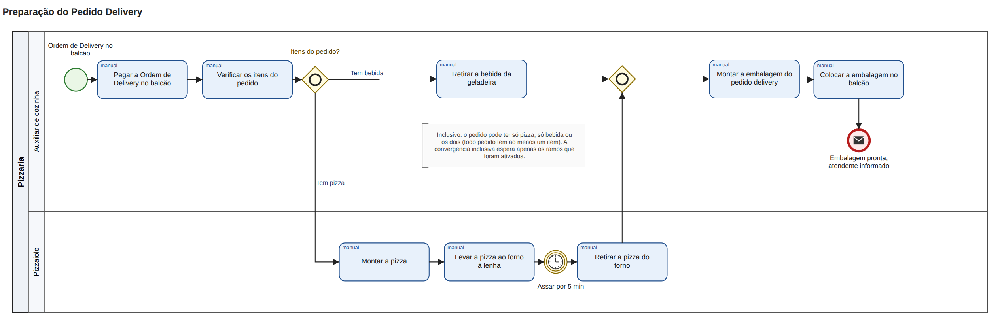 Preparação do Pedido Delivery
Pizzaria
Auxiliar de cozinha
Ordem de Delivery no
balcão
manual
Pegar a Ordem de
Delivery no balcão
manual
Verificar os itens do
pedido
Itens do pedido?
Tem bebida
manual
Retirar a bebida da
geladeira
manual
Montar a embalagem do
pedido delivery
manual
Colocar a embalagem no
balcão
Inclusivo: o pedido pode ter só pizza, só bebida ou
os dois (todo pedido tem ao menos um item). A
convergência inclusiva espera apenas os ramos que
foram ativados.
Embalagem pronta,
atendente informado
Tem pizza
Pizzaiolo
manual
Montar a pizza
manual
Levar a pizza ao forno
à lenha
Assar por 5 min
manual
Retirar a pizza do
forno